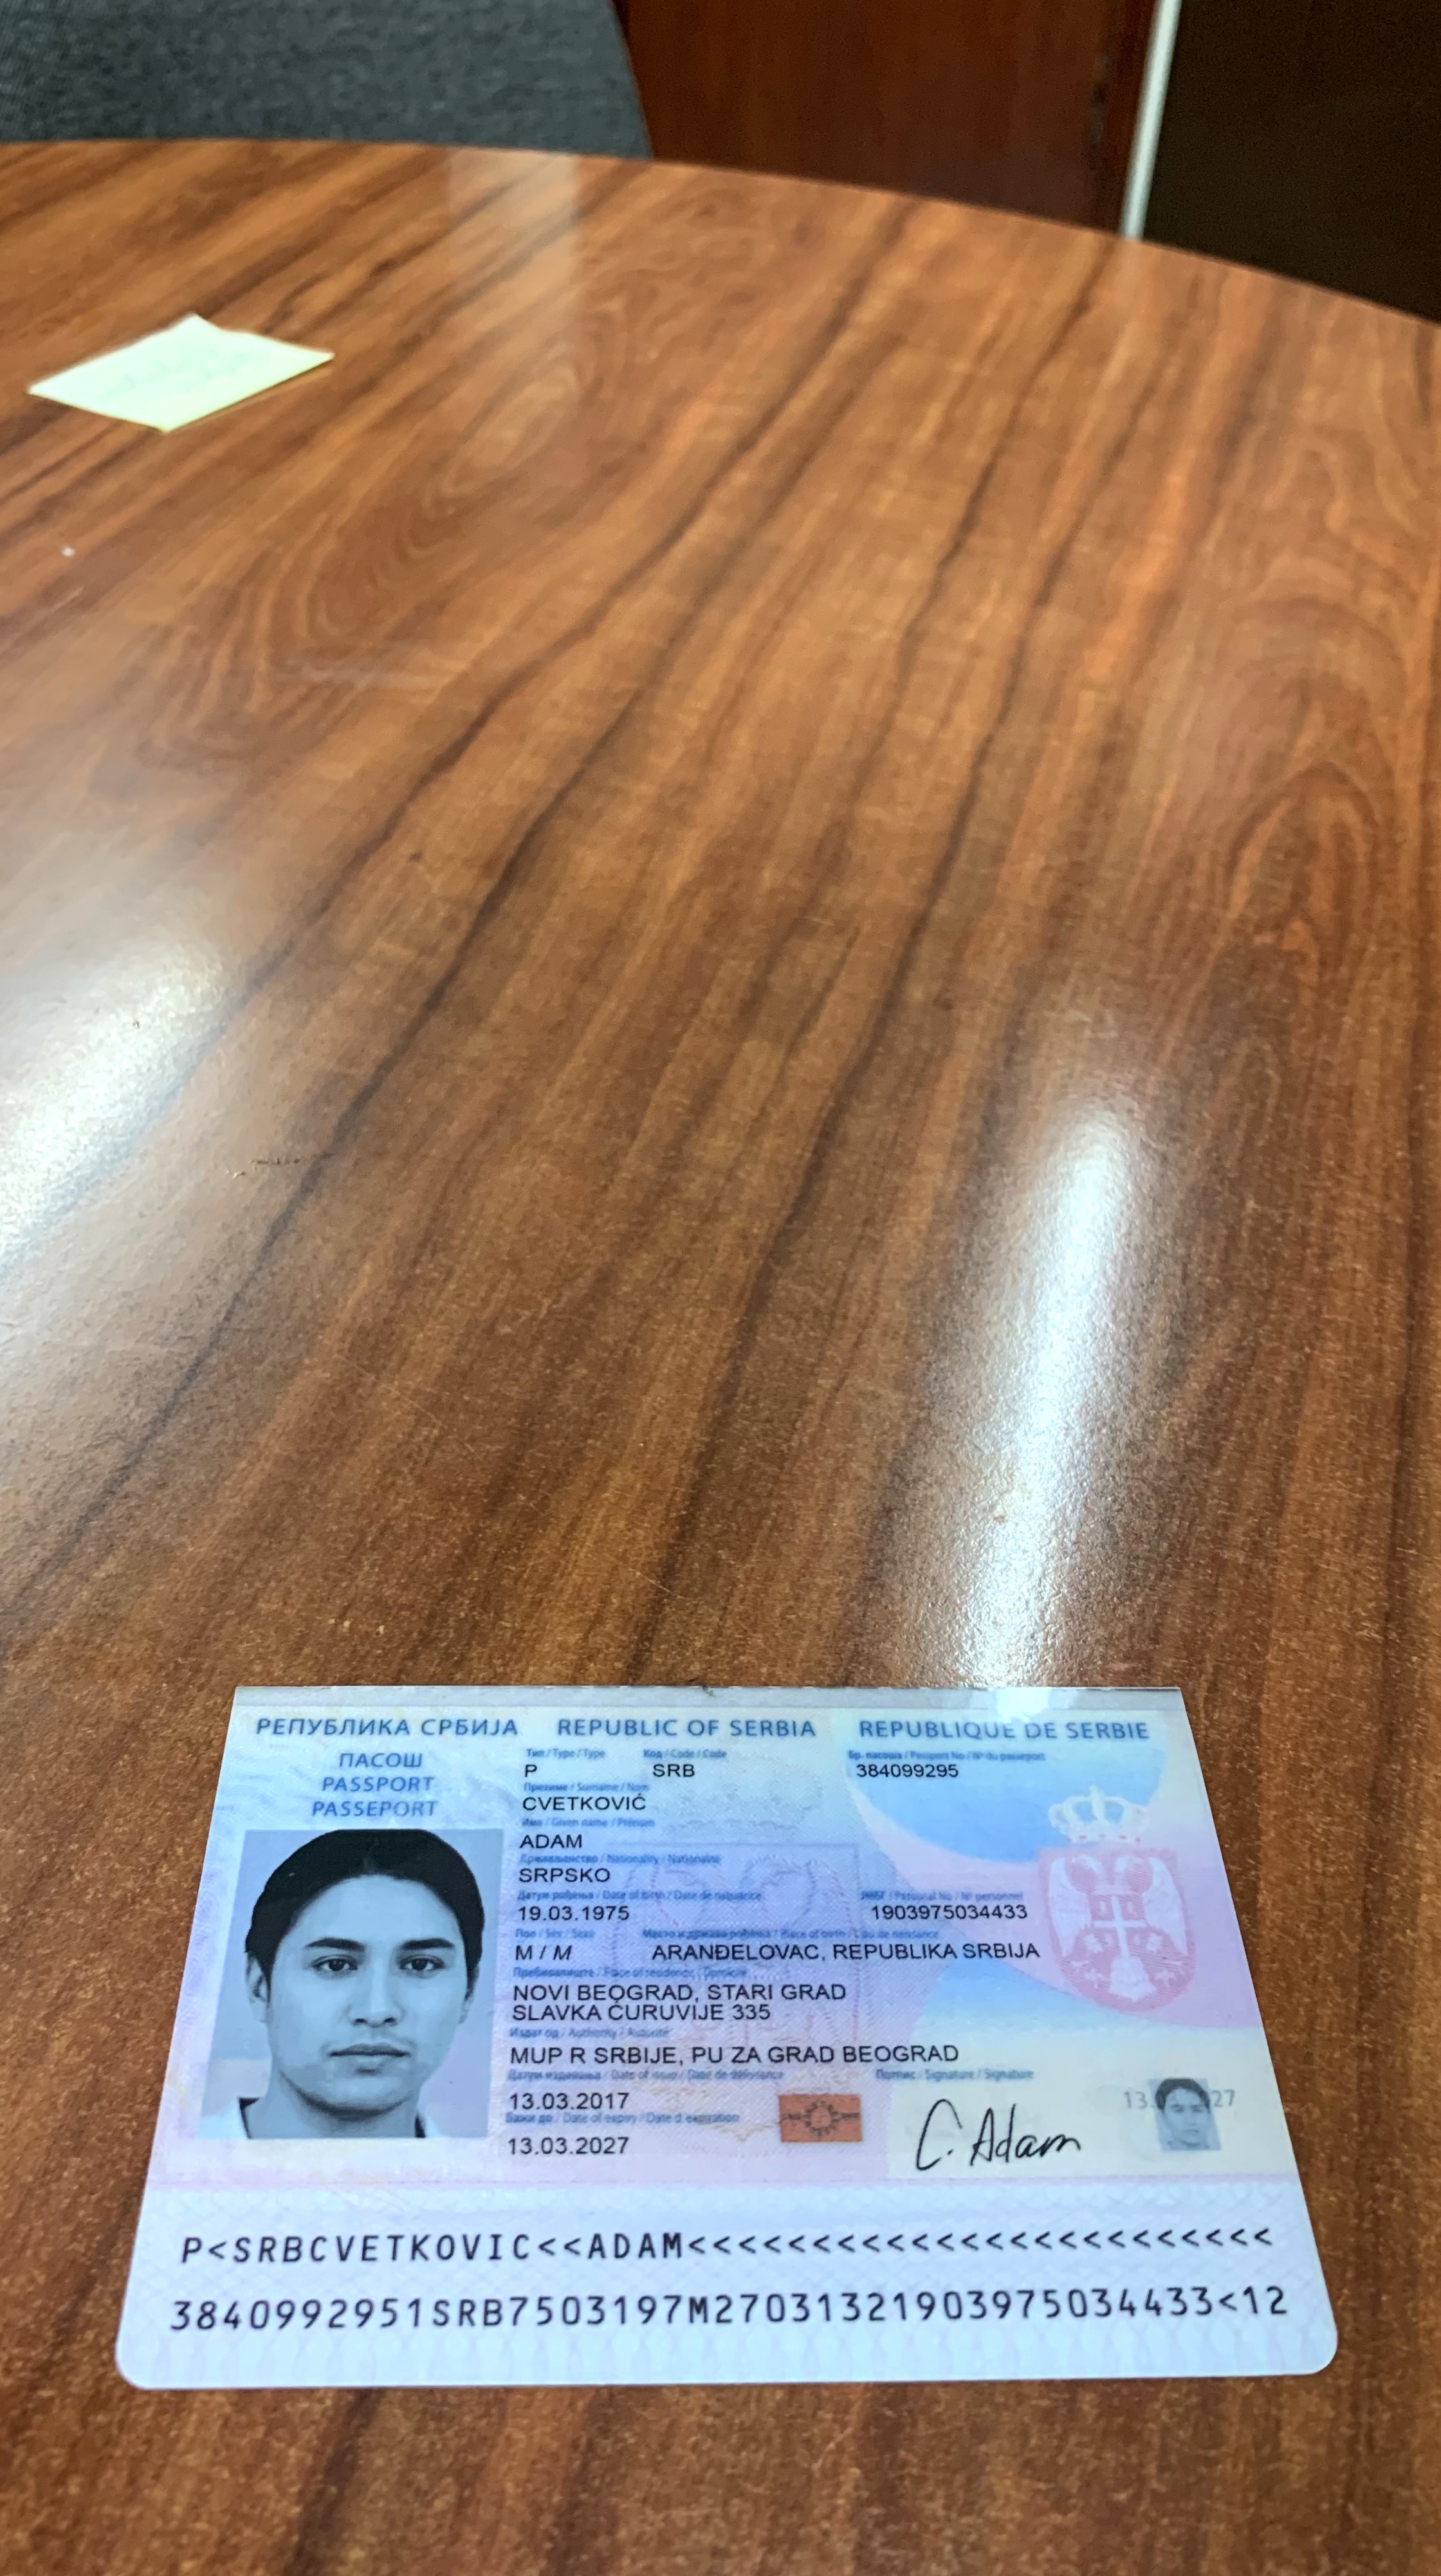 РЕПУБЛИКА СРБИЈА REPUBLIC OF SERBIA REPUBLIQUE DE SERBIE
ПАСОШ
PASSPORT
PASSEPORT
Тип / Type / Type Код / Code / Code Бр. пасоша / Passport No / Nº du passeport
P SRB 384099295
Презиме / Surname / Nom
CVETKOVIĆ
Име / Given name / Prénom
ADAM
Држављанство / Nationality / Nationalité
SRPSKO
Датум рођења / Date of birth / Date de naissance ЈМБГ / Personal No / Nº personnel
19.03.1975 1903975034433
Пол / Sex / Sexe Место и држава рођења / Place of birth / Lieu de naissance
M / M ARANĐELOVAC, REPUBLIKA SRBIJA
Пребивалиште / Place of residence / Domicile
NOVI BEOGRAD, STARI GRAD
SLAVKA ĆURUVIJE 335
Издат од / Authority / Autorité
MUP R SRBIJE, PU ZA GRAD BEOGRAD
Датум издавања / Date of issue / Date de délivrance Потпис / Signature / Signature
13.03.2017
Важи до / Date of expiry / Date d'expiration
13.03.2027
C. Adam
P<SRBCVETKOVIC<<ADAM<<<<<<<<<<<<<<<<<<<<<<<<
3840992951SRB7503197M27031321903975034433<12